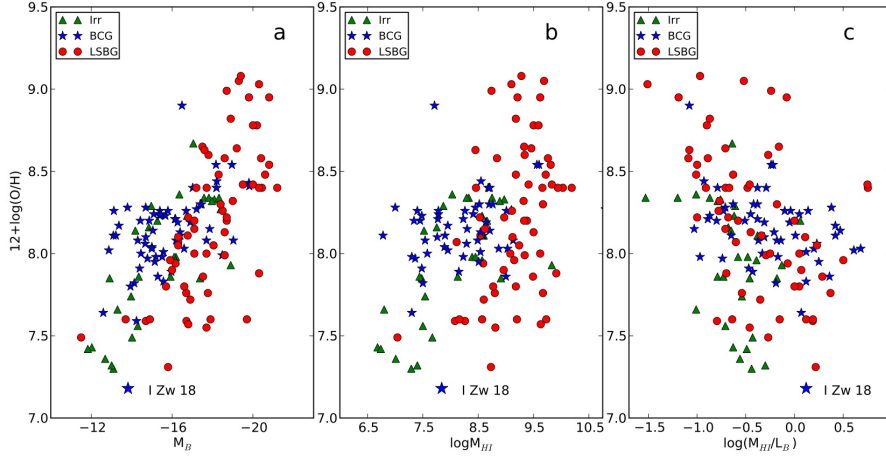 a
Irr
BCG
LSBG
I Zw 18
12+log(O/H)
9.5
9.0
8.5
8.0
7.5
7.0
−12
−16
−20
M_B
b
Irr
BCG
LSBG
I Zw 18
9.5
9.0
8.5
8.0
7.5
7.0
6.5
7.5
8.5
9.5
10.5
logM_HI
c
Irr
BCG
LSBG
I Zw 18
9.5
9.0
8.5
8.0
7.5
7.0
−1.5
−1.0
−0.5
0.0
0.5
log(M_HI/L_B)